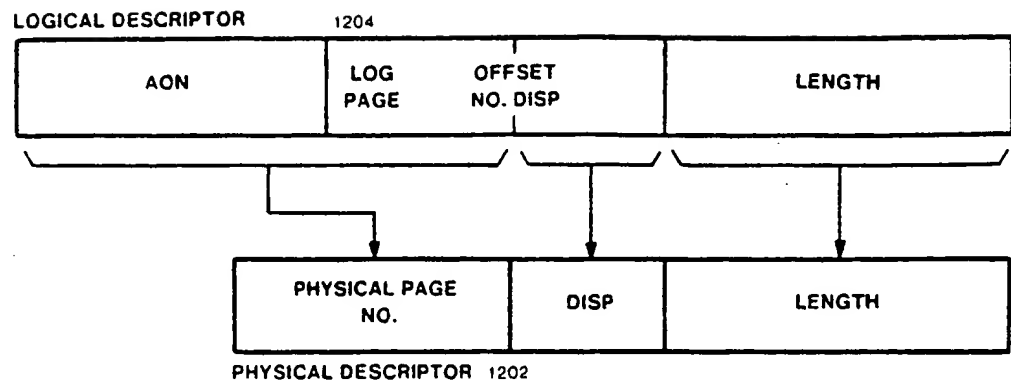 LOGICAL DESCRIPTOR 1204
AON
LOG OFFSET
PAGE NO. DISP
LENGTH
PHYSICAL PAGE
NO.
DISP
LENGTH
PHYSICAL DESCRIPTOR 1202